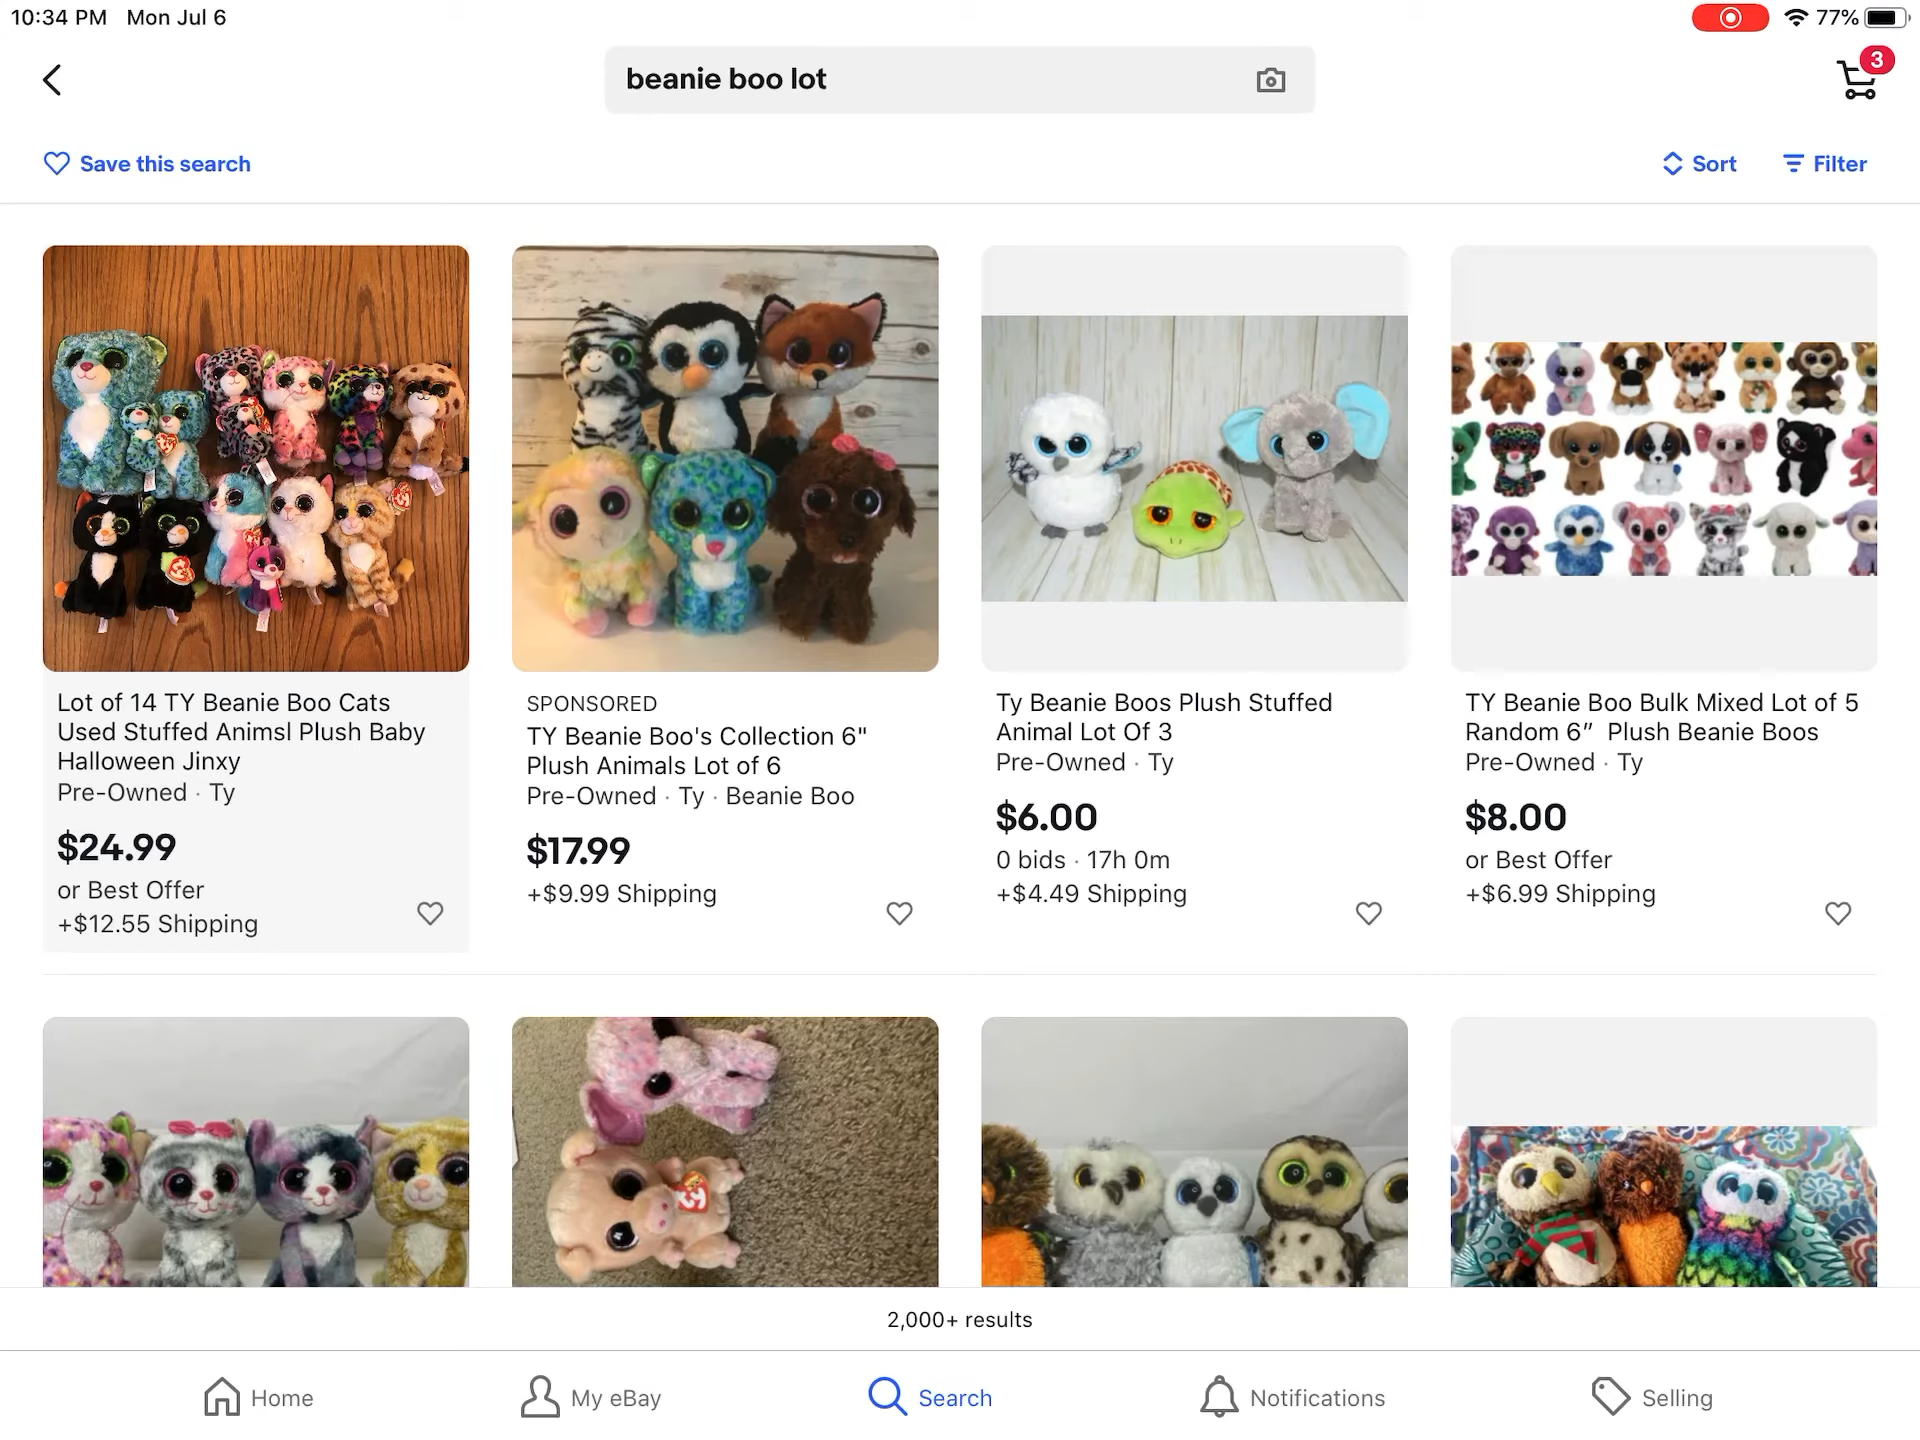 10:34 PM Mon Jul 6
77%
beanie boo lot
3
Save this search
Sort
Filter
Lot of 14 TY Beanie Boo Cats
Used Stuffed Animsl Plush Baby
Halloween Jinxy
Pre-Owned · Ty
$24.99
or Best Offer
+$12.55 Shipping
SPONSORED
TY Beanie Boo's Collection 6"
Plush Animals Lot of 6
Pre-Owned · Ty · Beanie Boo
$17.99
+$9.99 Shipping
Ty Beanie Boos Plush Stuffed
Animal Lot Of 3
Pre-Owned · Ty
$6.00
0 bids · 17h 0m
+$4.49 Shipping
TY Beanie Boo Bulk Mixed Lot of 5
Random 6” Plush Beanie Boos
Pre-Owned · Ty
$8.00
or Best Offer
+$6.99 Shipping
2,000+ results
Home
My eBay
Search
Notifications
Selling